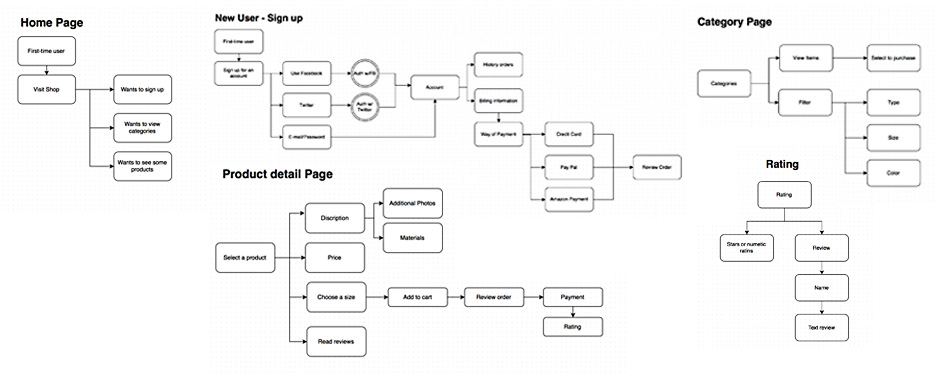 Home Page
First-time user
Visit Shop
Wants to sign up
Wants to view
categories
Wants to see some
products
New User - Sign up
First-time user
Sign up for an
account
Use Facebook
Auth w/FB
Twitter
Auth w/
Twitter
E-mail/Password
Account
History orders
Billing information
Way of Payment
Credit Card
Pay Pal
Amazon Payment
Review Order
Category Page
Categories
View Items
Select to purchase
Filter
Type
Size
Color
Product detail Page
Select a product
Discription
Additional Photos
Materials
Price
Choose a size
Add to cart
Review order
Payment
Rating
Read reviews
Rating
Rating
Stars or numetic
ratins
Review
Name
Text review